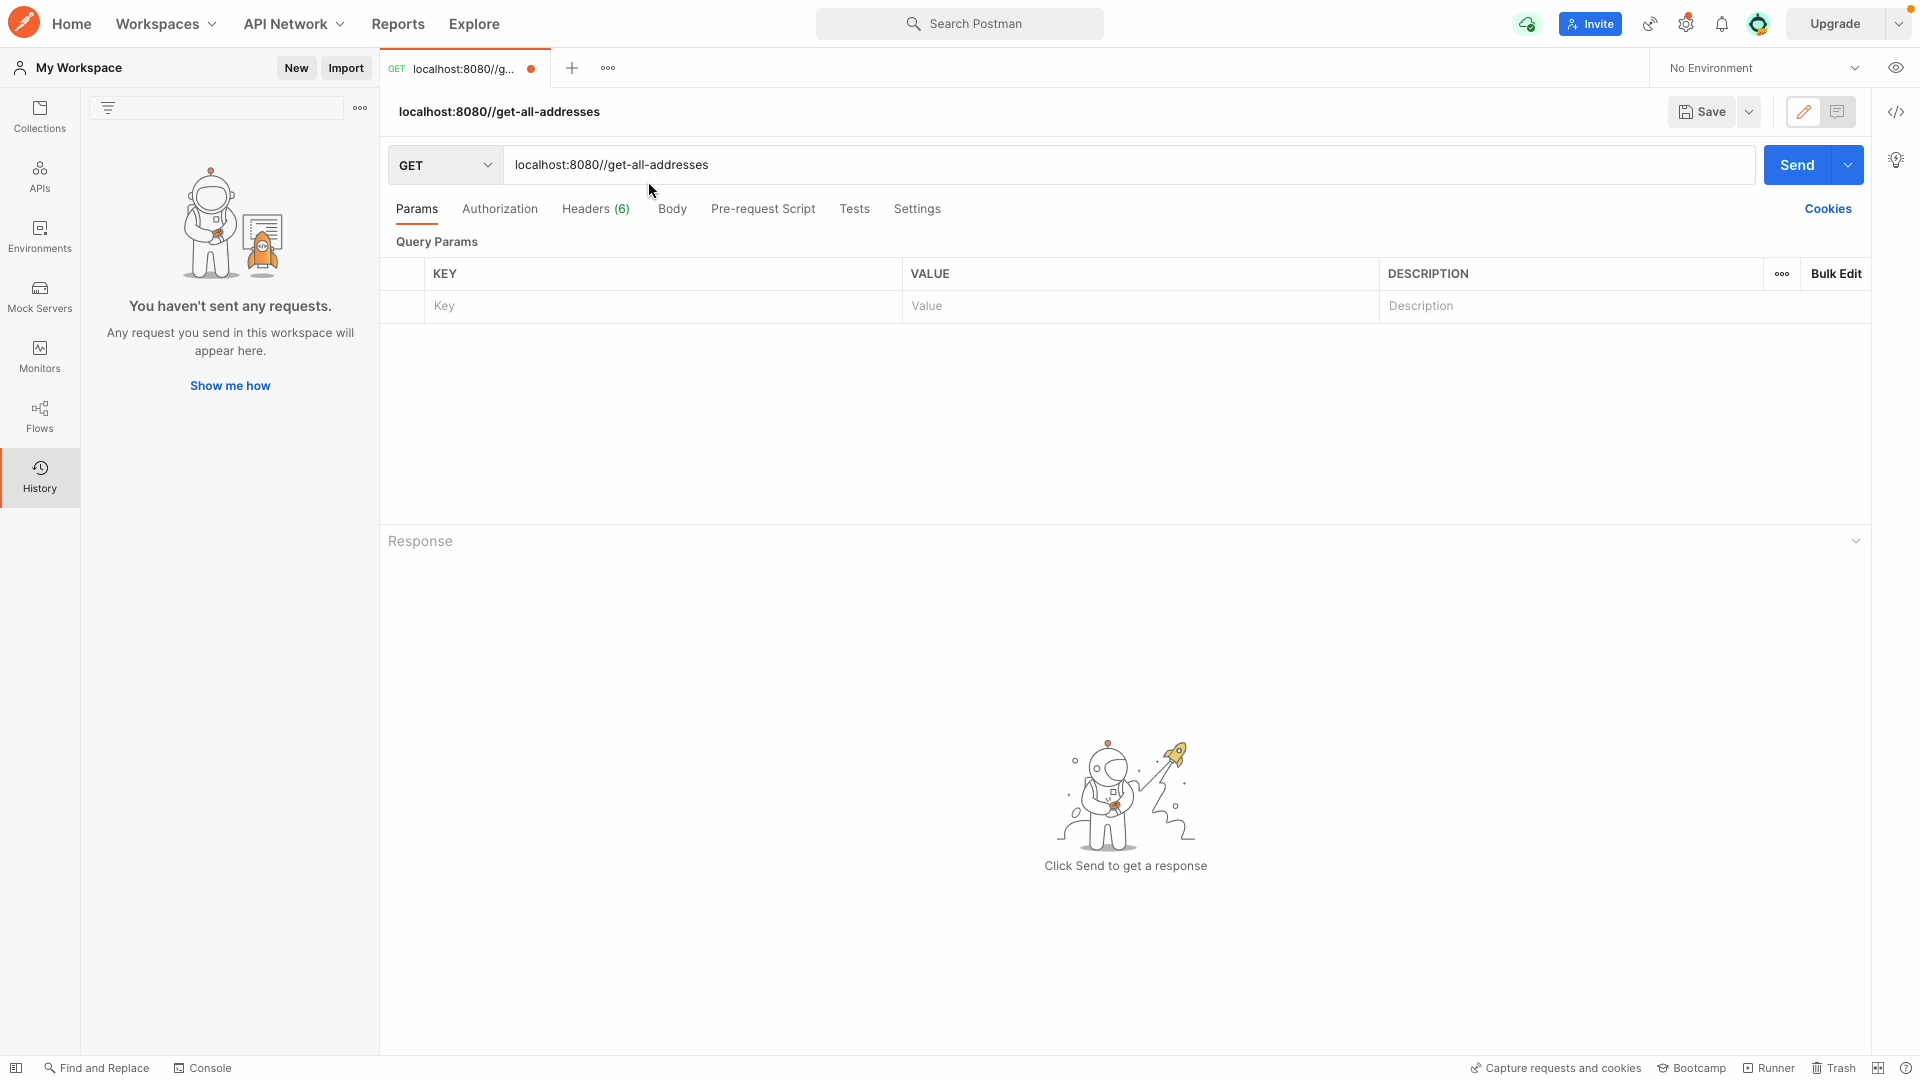 Home
Workspaces
API Network
Reports
Explore
Search Postman
Invite
Upgrade
My Workspace
New
Import
GET localhost:8080//g...
No Environment
localhost:8080//get-all-addresses
Save
GET
localhost:8080//get-all-addresses
Send
Params
Authorization
Headers (6)
Body
Pre-request Script
Tests
Settings
Cookies
Query Params
KEY
VALUE
DESCRIPTION
Bulk Edit
Key
Value
Description
Collections
APIs
Environments
Mock Servers
Monitors
Flows
History
You haven't sent any requests.
Any request you send in this workspace will
appear here.
Show me how
Response
Click Send to get a response
Find and Replace
Console
Capture requests and cookies
Bootcamp
Runner
Trash